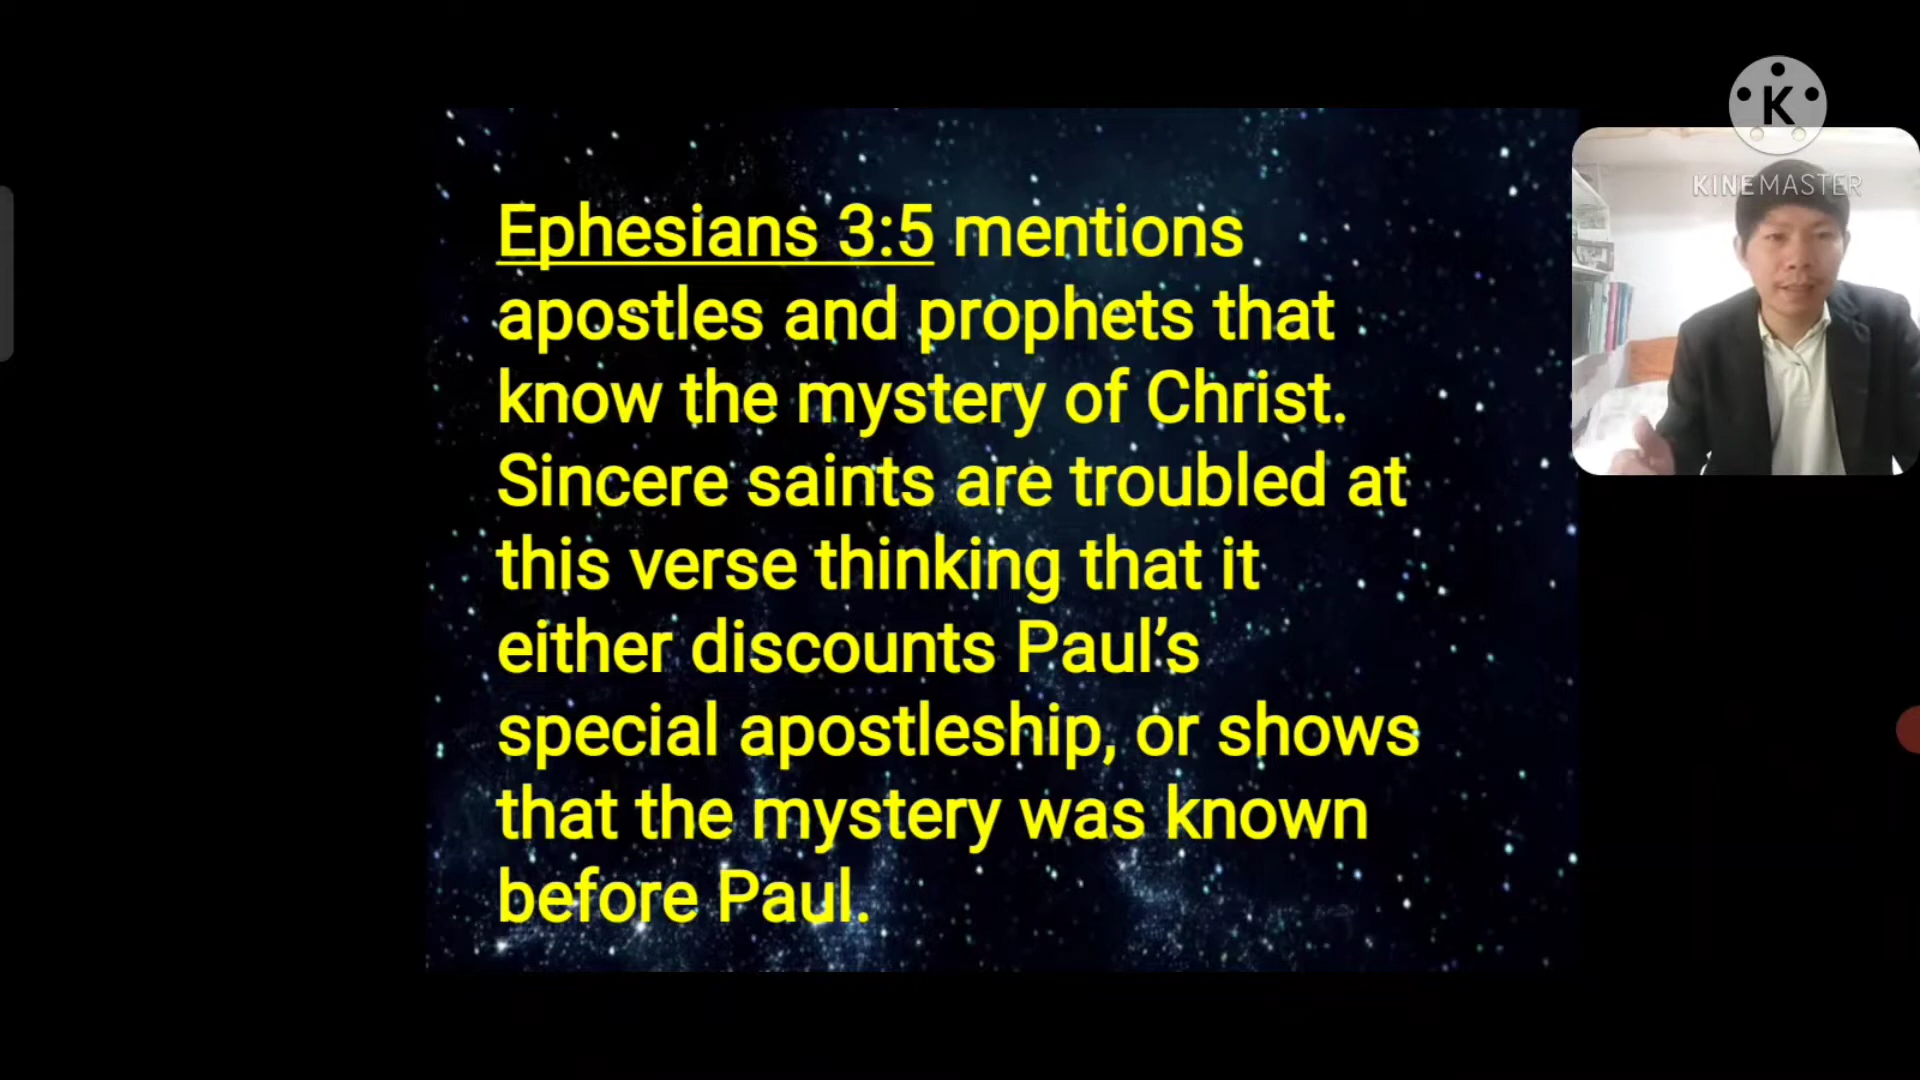 K
KINEMASTER
Ephesians 3:5 mentions
apostles and prophets that
know the mystery of Christ.
Sincere saints are troubled at
this verse thinking that it
either discounts Paul’s
special apostleship, or shows
that the mystery was known
before Paul.